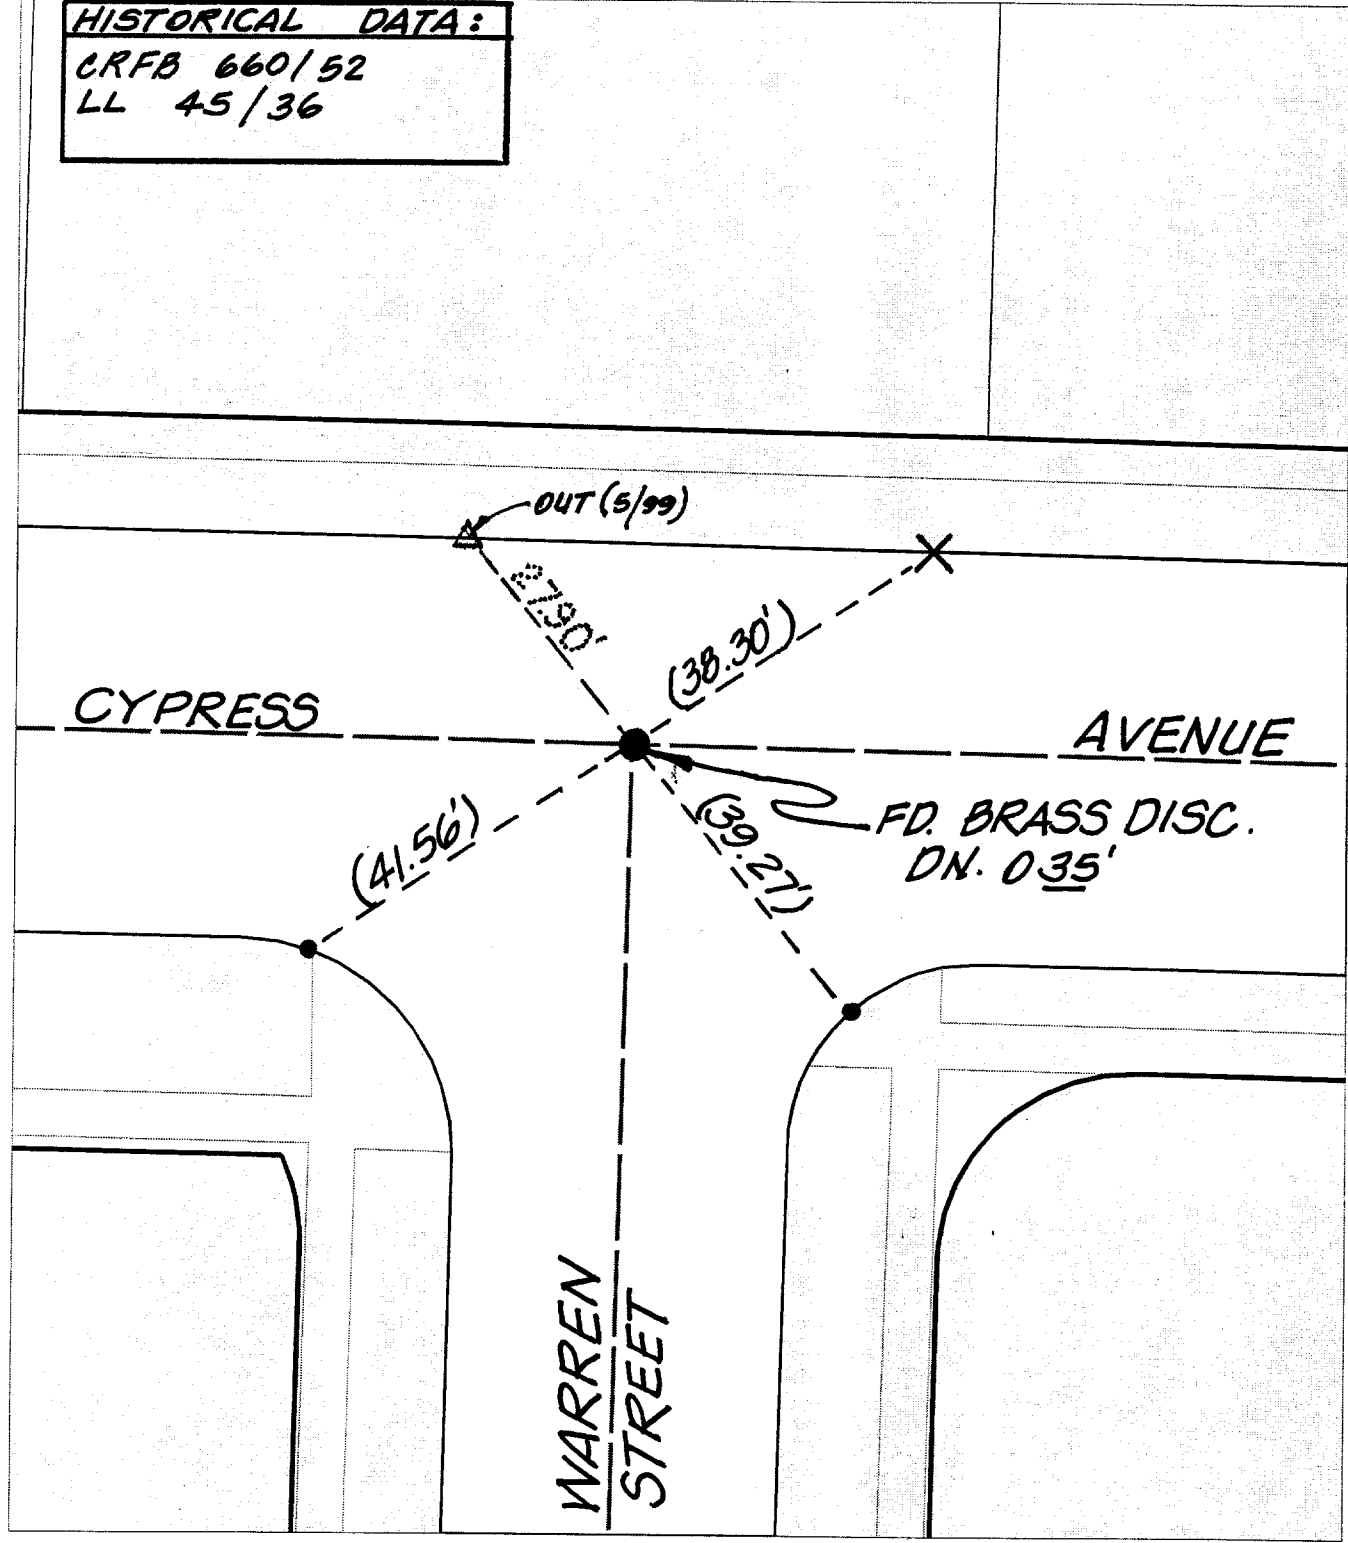 HISTORICAL DATA:
CRFB 660/52
LL 45/36
OUT (5/99)
27.90'
(38.30')
CYPRESS AVENUE
(41.56')
(39.27')
FD. BRASS DISC.
DN. 0.35'
WARREN
STREET